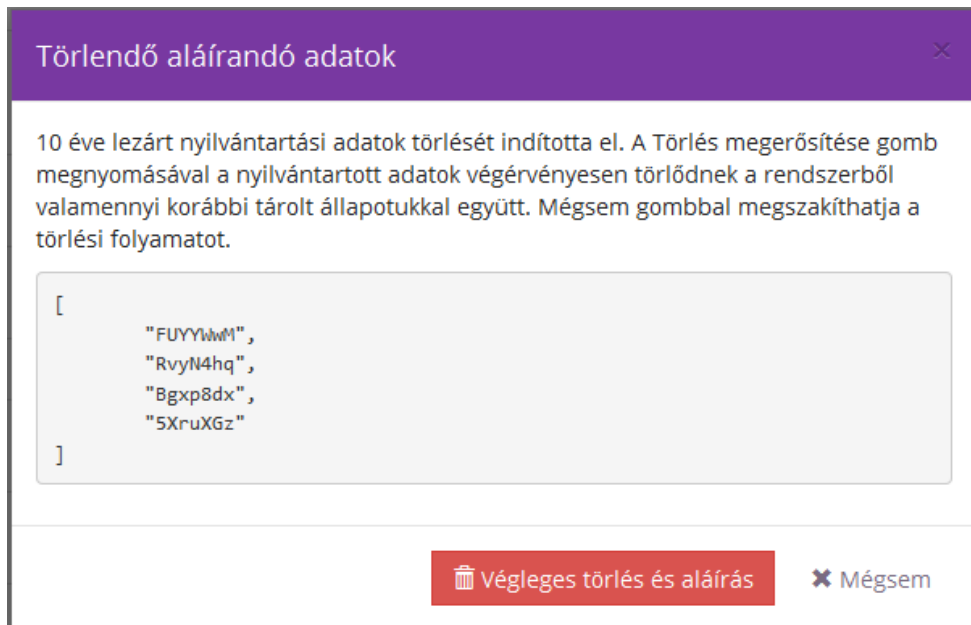 Törlendő aláírandó adatok
10 éve lezárt nyilvántartási adatok törlését indította el. A Törlés megerősítése gomb
megnyomásával a nyilvántartott adatok végérvényesen törlődnek a rendszerből
valamennyi korábbi tárolt állapotukkal együtt. Mégsem gombbal megszakíthatja a
törlési folyamatot.
[
"FUYYWwM",
"RvyN4hq",
"Bgxp8dx",
"5XruXGz"
]
Végleges törlés és aláírás
Mégsem